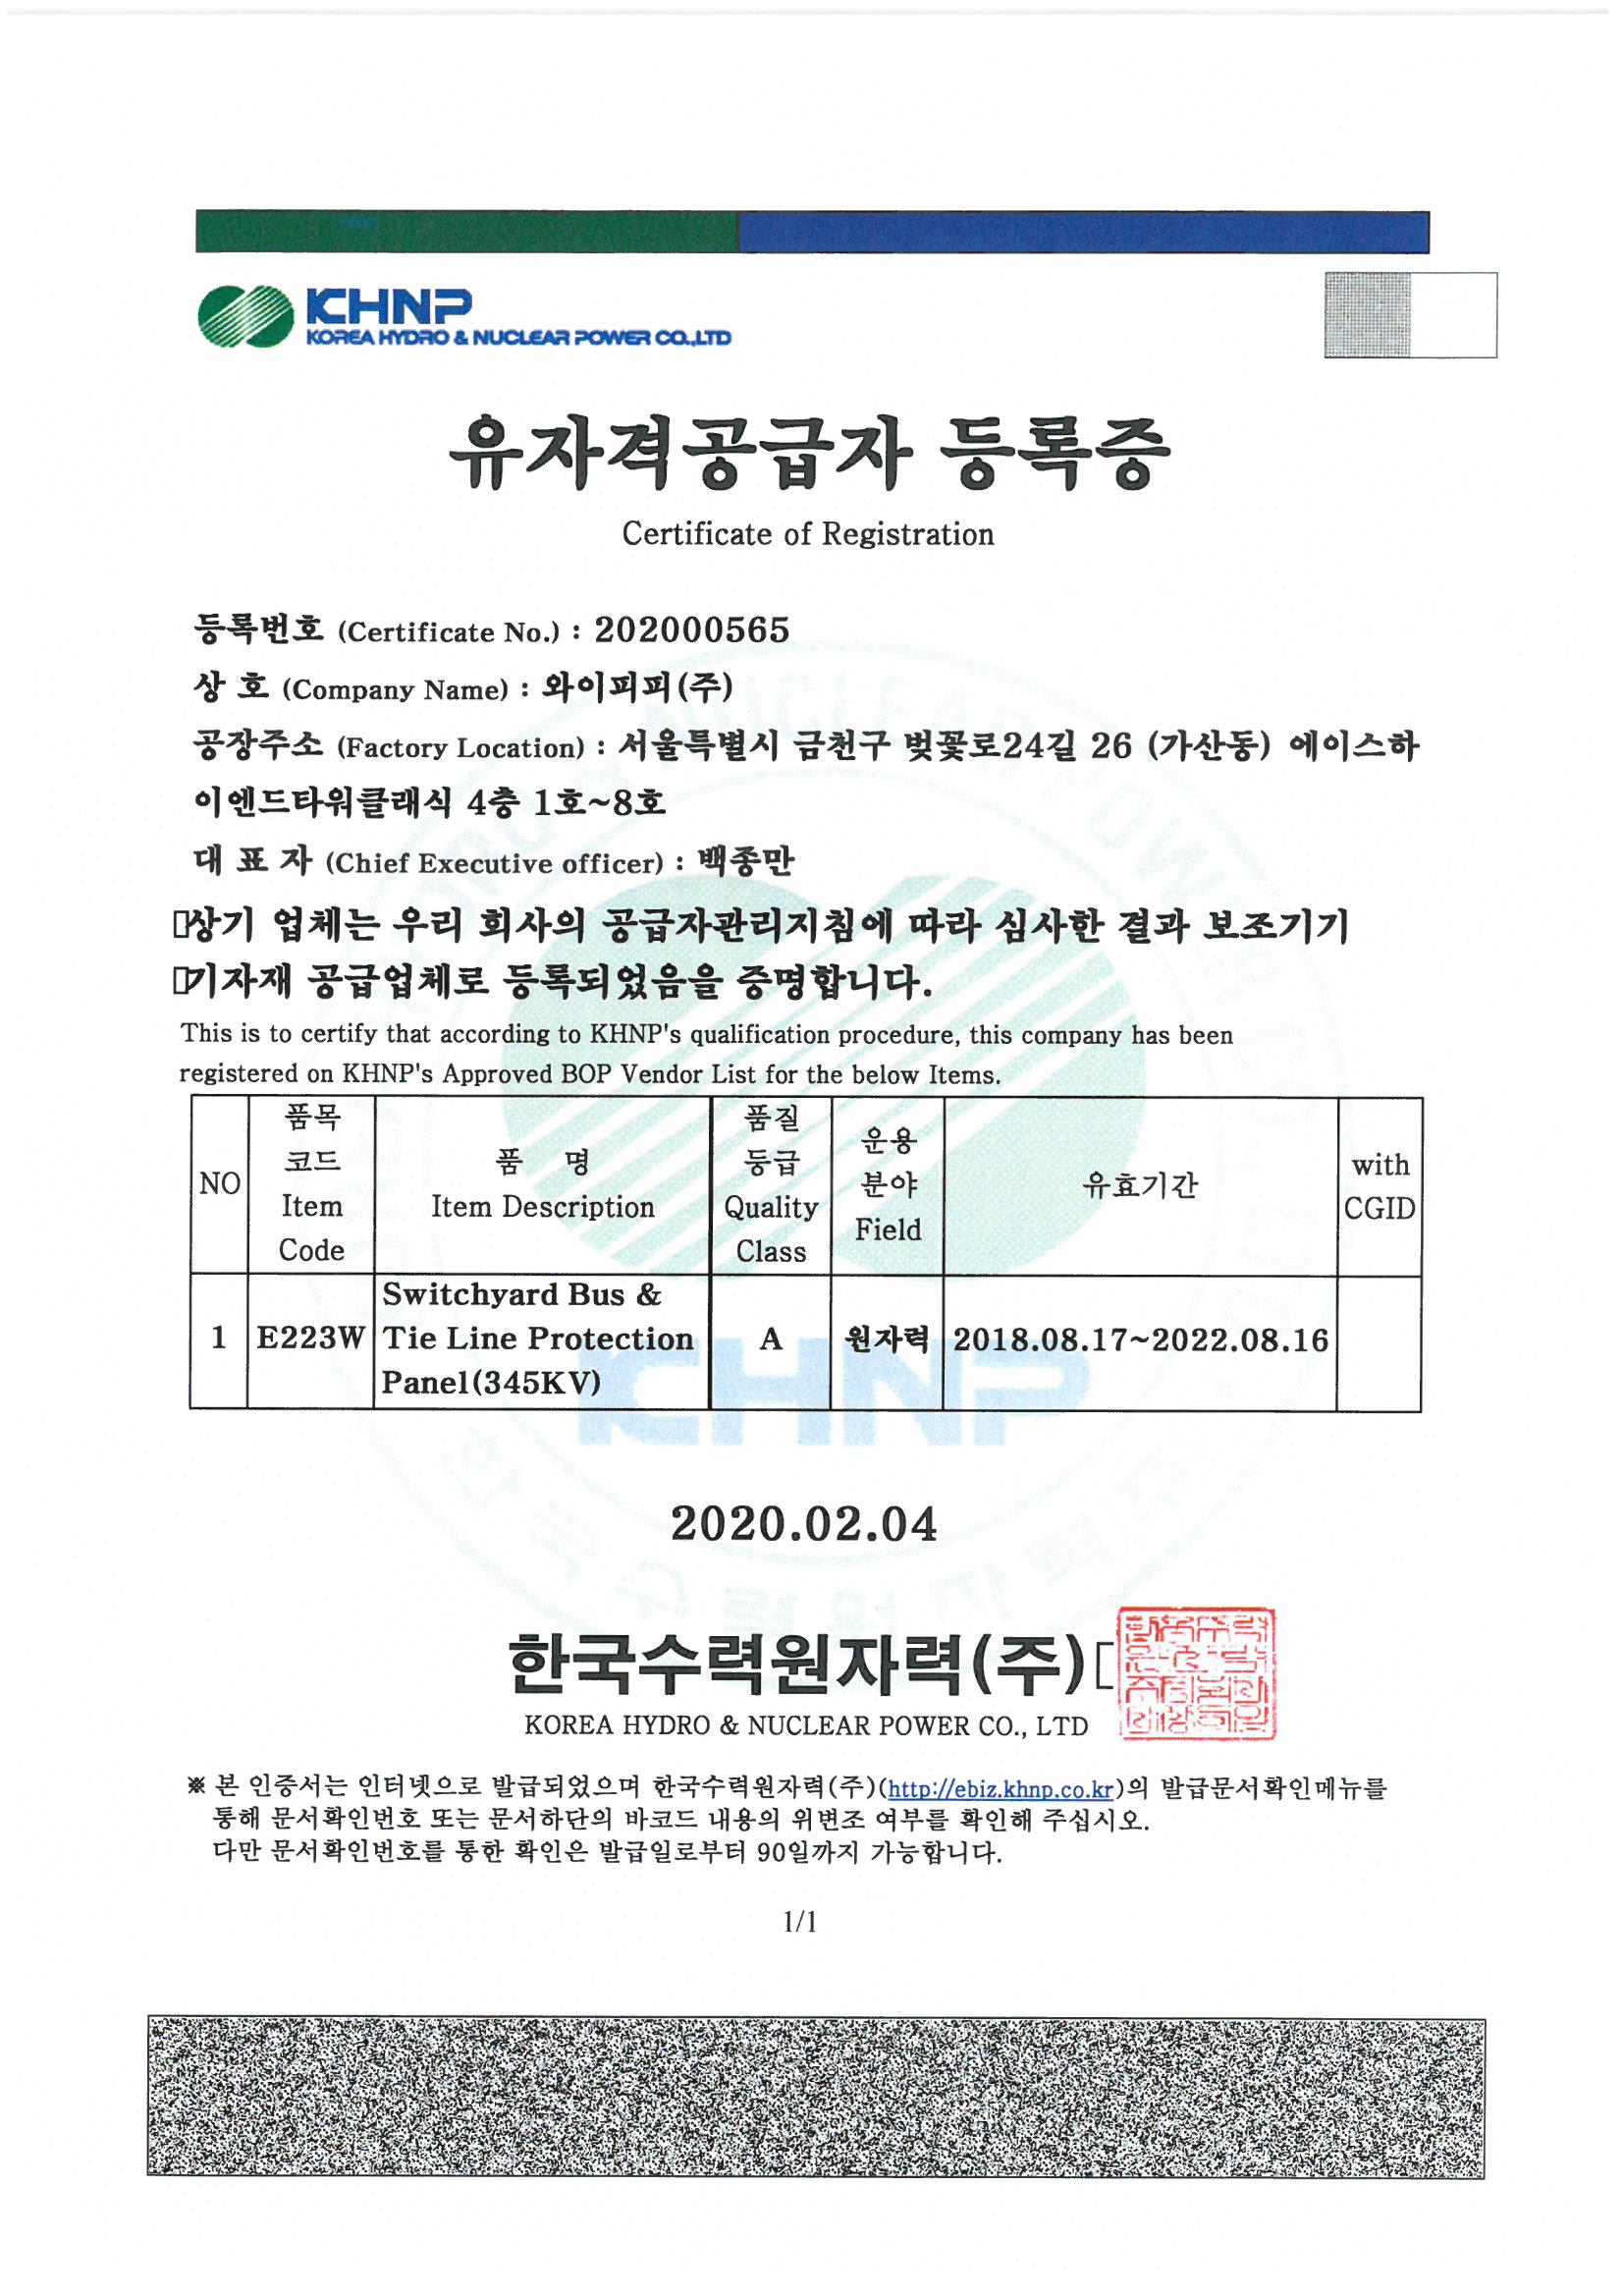 KHNP
KOREA HYDRO & NUCLEAR POWER CO.,LTD
유자격공급자 등록증
Certificate of Registration
등록번호 (Certificate No.) : 202000565
상 호 (Company Name) : 와이피피(주)
공장주소 (Factory Location) : 서울특별시 금천구 벚꽃로24길 26 (가산동) 에이스하
이엔드타워클래식 4층 1호~8호
대 표 자 (Chief Executive officer) : 백종만
상기 업체는 우리 회사의 공급자관리지침에 따라 심사한 결과 보조기기
기자재 공급업체로 등록되었음을 증명합니다.
This is to certify that according to KHNP's qualification procedure, this company has been
registered on KHNP's Approved BOP Vendor List for the below Items.
NO 품목 코드 Item Code 품 명 Item Description 품질 등급 Quality Class 운용 분야 Field 유효기간 with CGID
1 E223W Switchyard Bus & Tie Line Protection Panel(345KV) A 원자력 2018.08.17~2022.08.16
KHNP
2020.02.04
한국수력원자력(주)
KOREA HYDRO & NUCLEAR POWER CO., LTD
※ 본 인증서는 인터넷으로 발급되었으며 한국수력원자력(주)(http://ebiz.khnp.co.kr)의 발급문서확인메뉴를
통해 문서확인번호 또는 문서하단의 바코드 내용의 위변조 여부를 확인해 주십시오.
다만 문서확인번호를 통한 확인은 발급일로부터 90일까지 가능합니다.
1/1